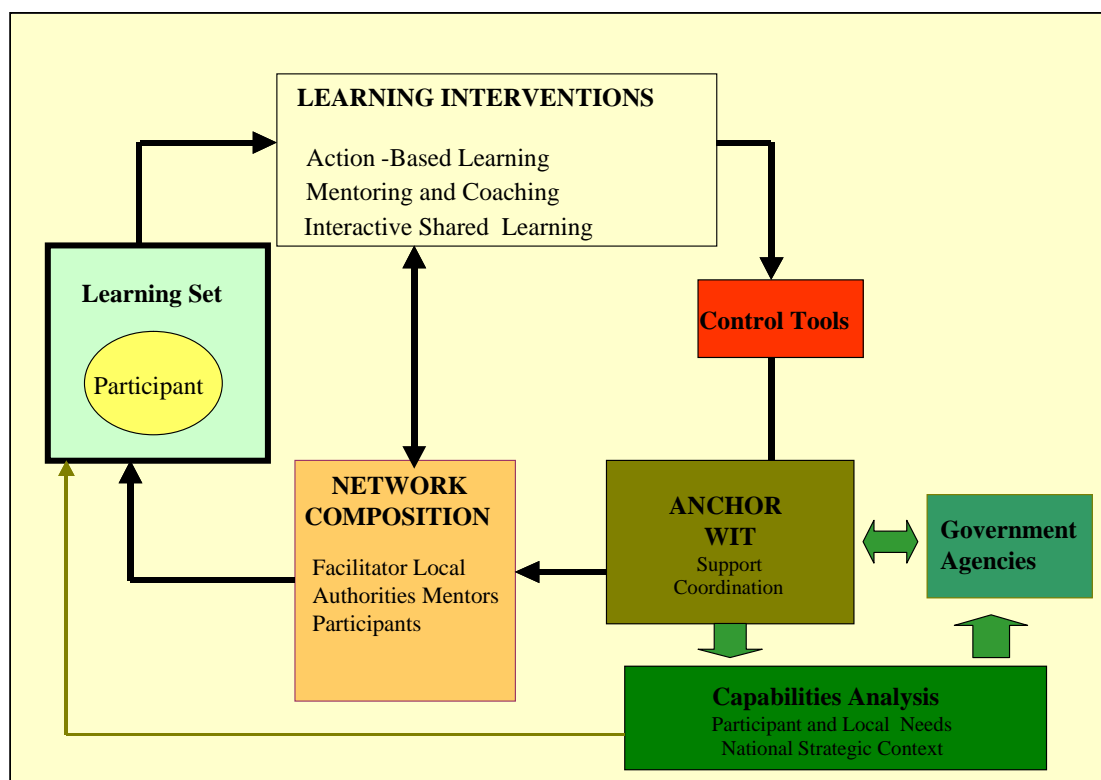 LEARNING INTERVENTIONS
Action -Based Learning
Mentoring and Coaching
Interactive Shared Learning
Learning Set
Participant
Control Tools
NETWORK
COMPOSITION
Facilitator Local
Authorities Mentors
Participants
ANCHOR
WIT
Support
Coordination
Government
Agencies
Capabilities Analysis
Participant and Local Needs
National Strategic Context